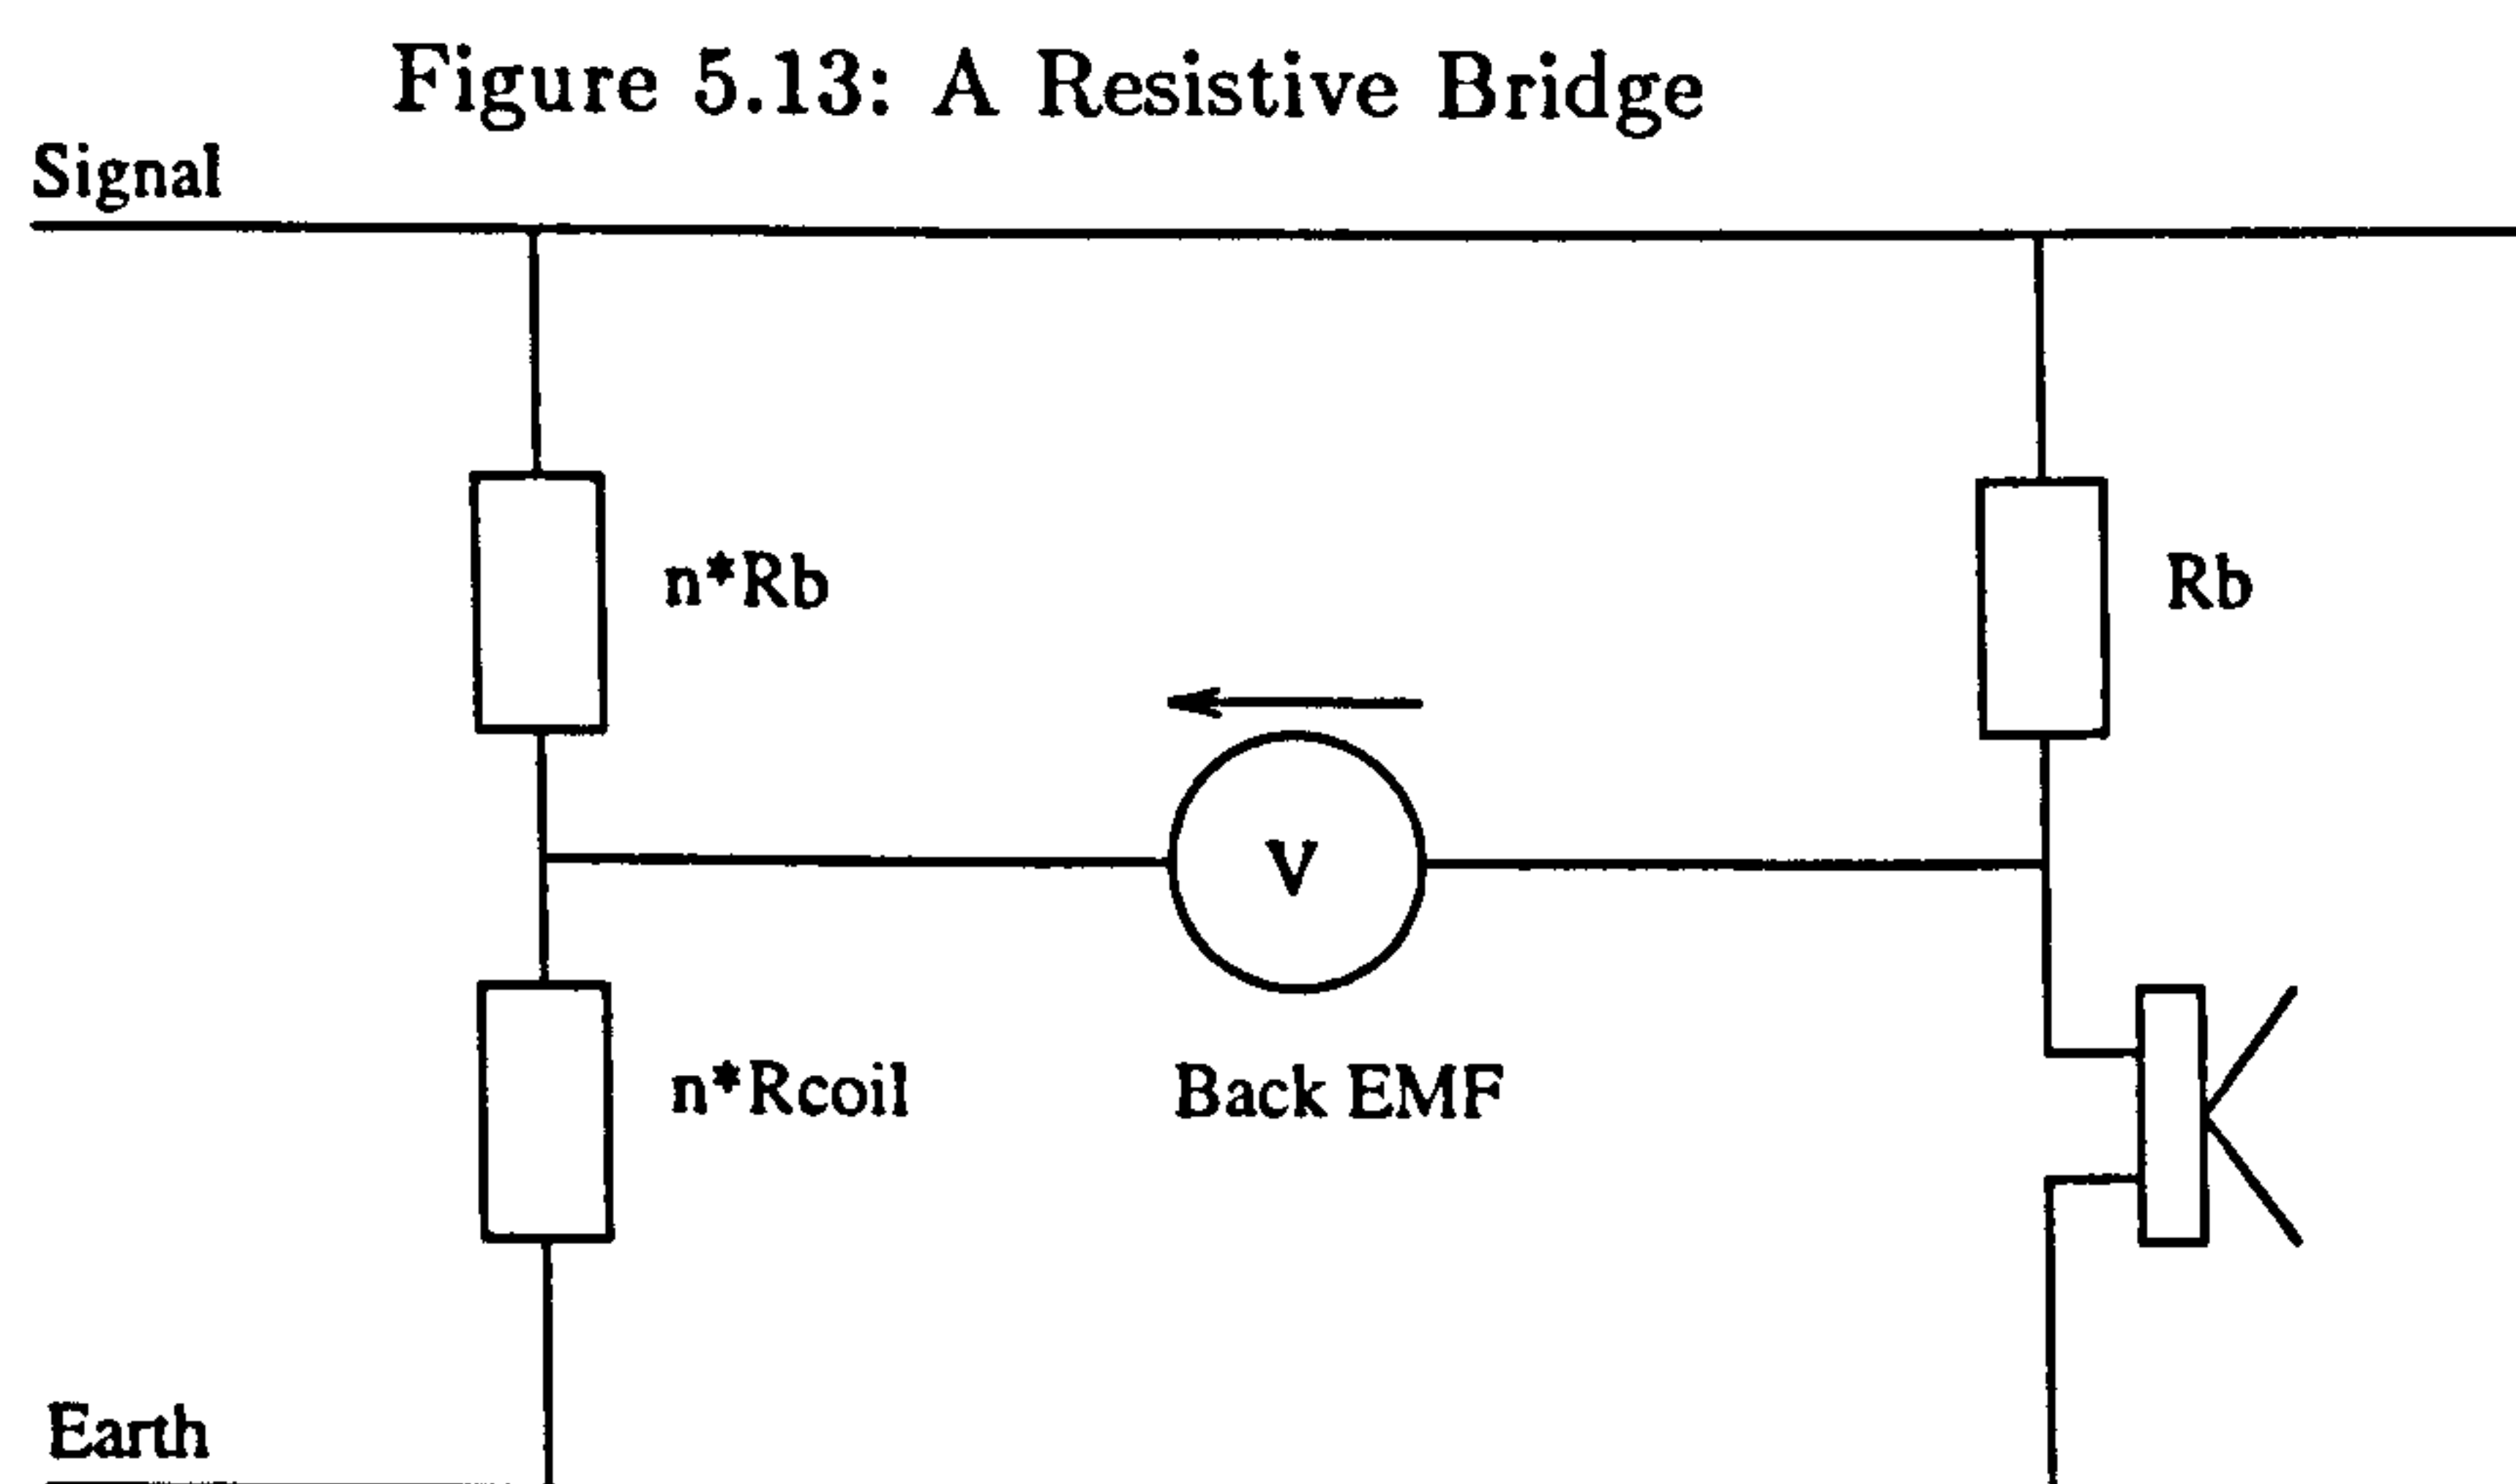 Figure 5.13: A Resistive Bridge
Signal
n*Rb
Rb
V
n*Rcoil
Back EMF
Earth